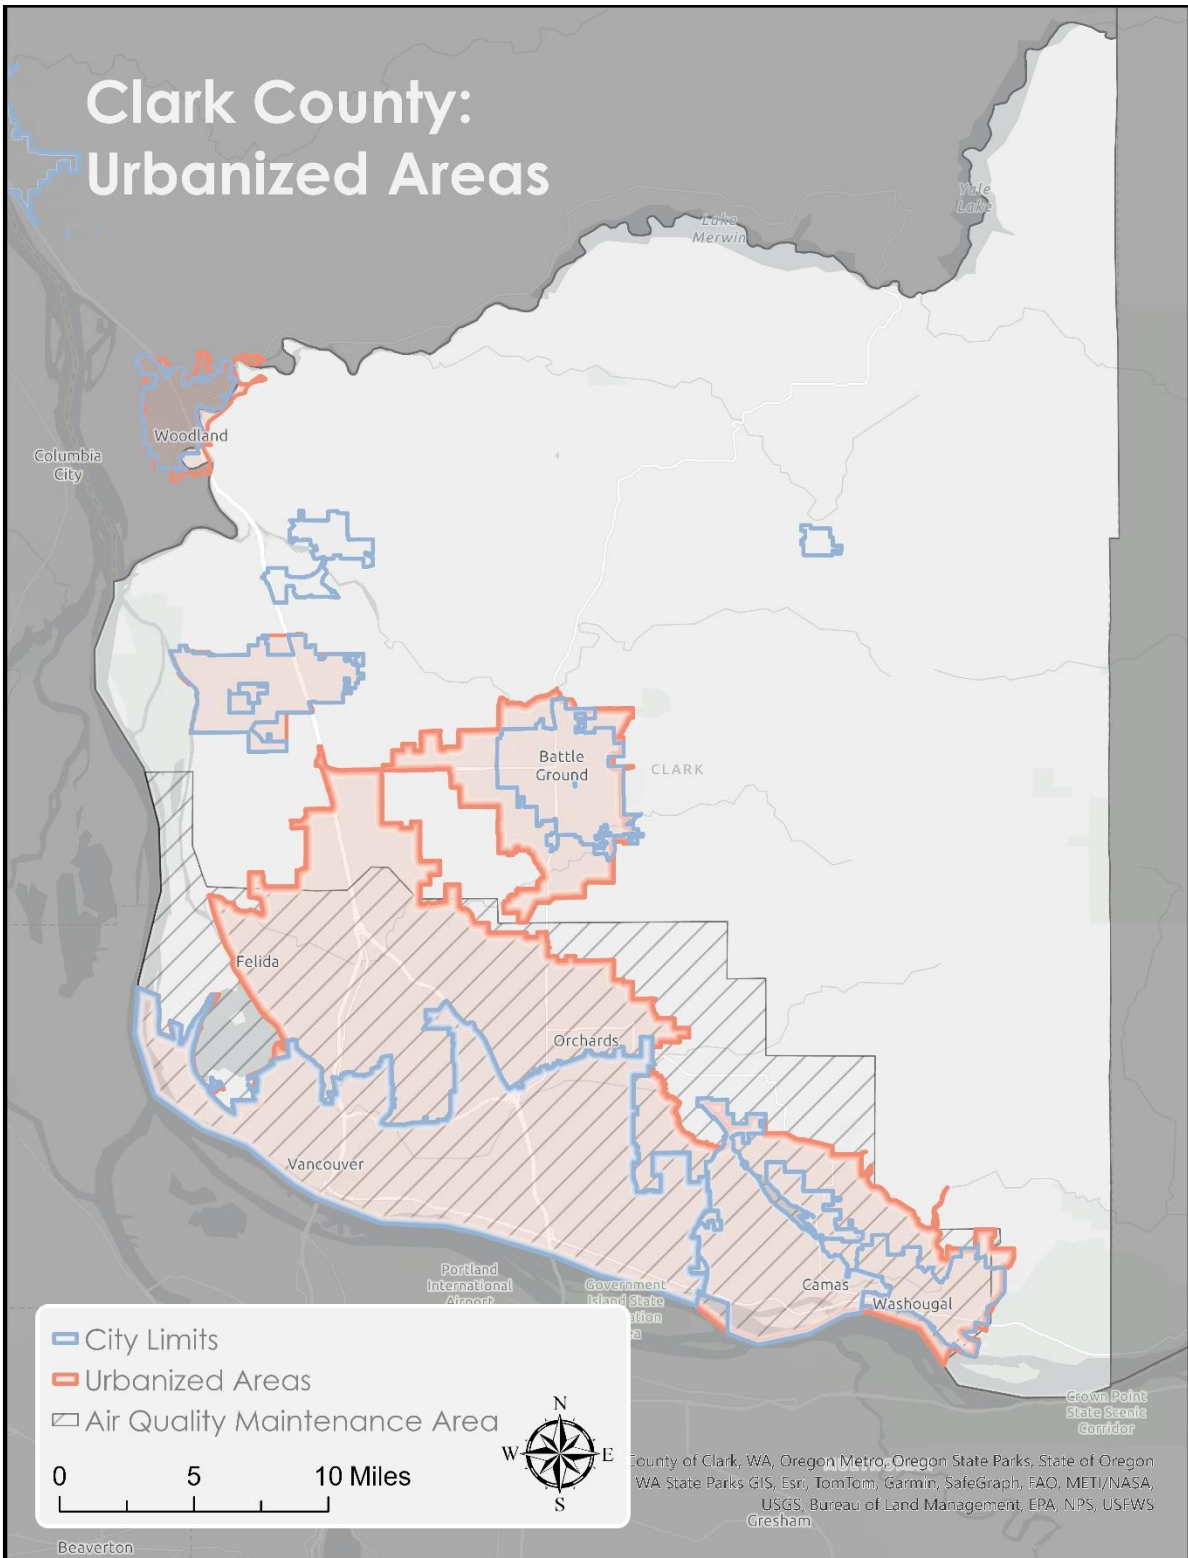 Clark County:
Urbanized Areas
Yale
Lake
Lake
Merwin
Woodland
Columbia
City
Battle
Ground
CLARK
Felida
Orchards
Vancouver
Camas
Washougal
Portland
International
Airport
Government
Island State
ation
ea
Crown Point
State Scenic
Corridor
City Limits
Urbanized Areas
Air Quality Maintenance Area
N
W E
S
0 5 10 Miles
County of Clark, WA, Oregon Metro, Oregon State Parks, State of Oregon
WA State Parks GIS, Esri, TomTom, Garmin, SafeGraph, FAO, METI/NASA,
USGS, Bureau of Land Management, EPA, NPS, USFWS
Gresham
Beaverton